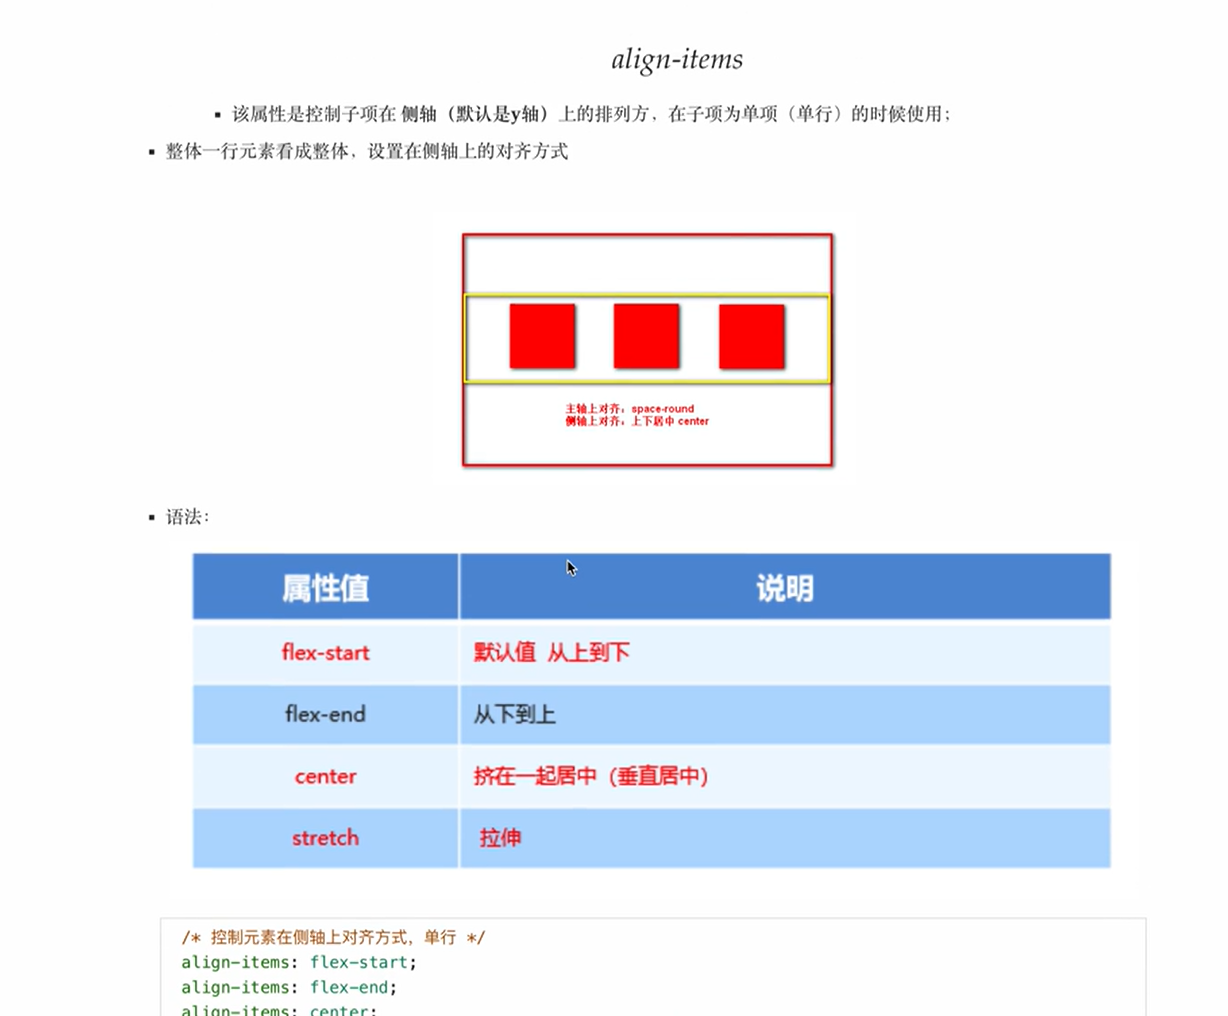 align-items
▪ 该属性是控制子项在 侧轴（默认是y轴）上的排列方，在子项为单项（单行）的时候使用；
▪ 整体一行元素看成整体，设置在侧轴上的对齐方式
主轴上对齐：space-round
侧轴上对齐：上下居中 center
▪ 语法：
属性值 说明
flex-start 默认值 从上到下
flex-end 从下到上
center 挤在一起居中（垂直居中）
stretch 拉伸
/* 控制元素在侧轴上对齐方式，单行 */
align-items: flex-start;
align-items: flex-end;
align-items: center;